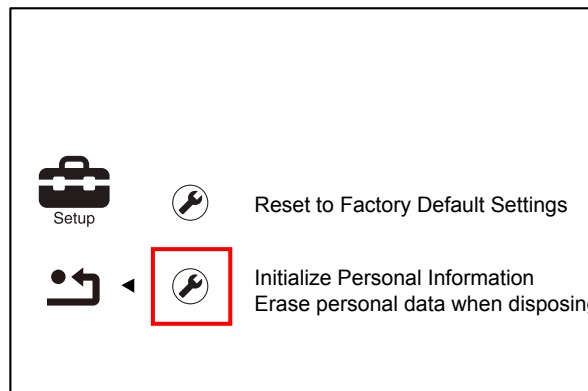 Setup
Reset to Factory Default Settings
Initialize Personal Information
Erase personal data when disposing